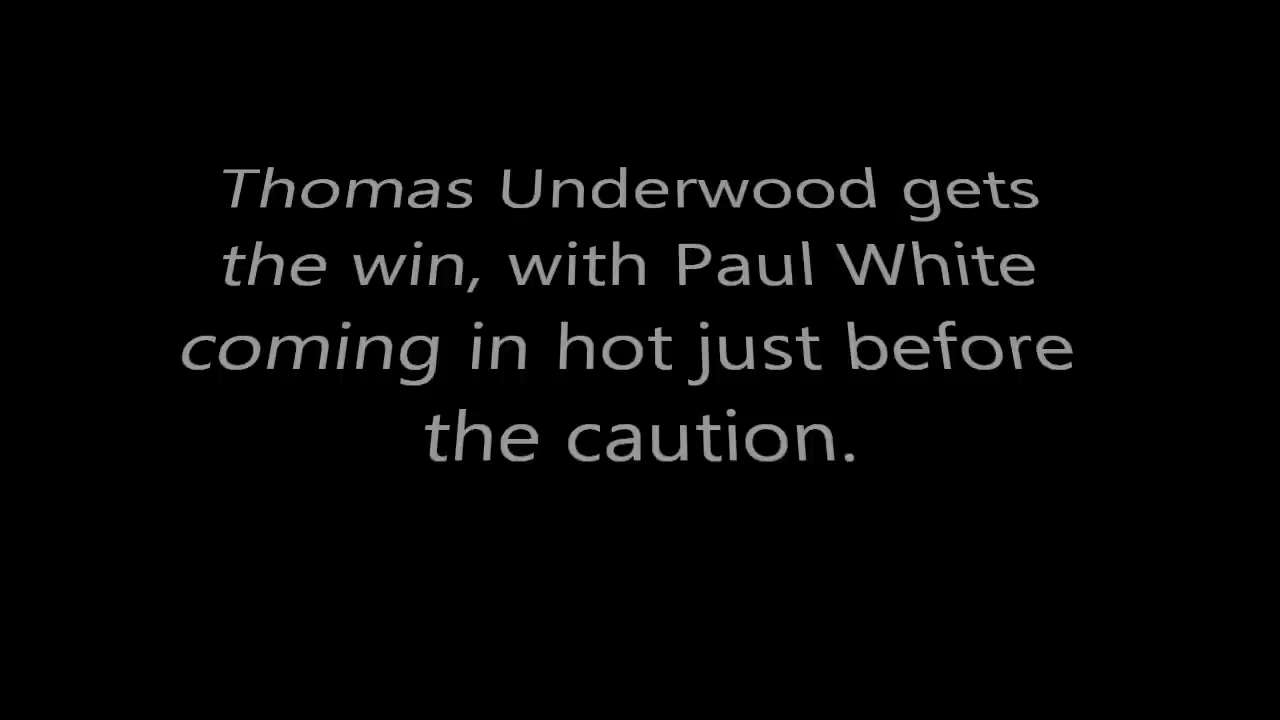 Thomas Underwood gets
the win, with Paul White
coming in hot just before
the caution.